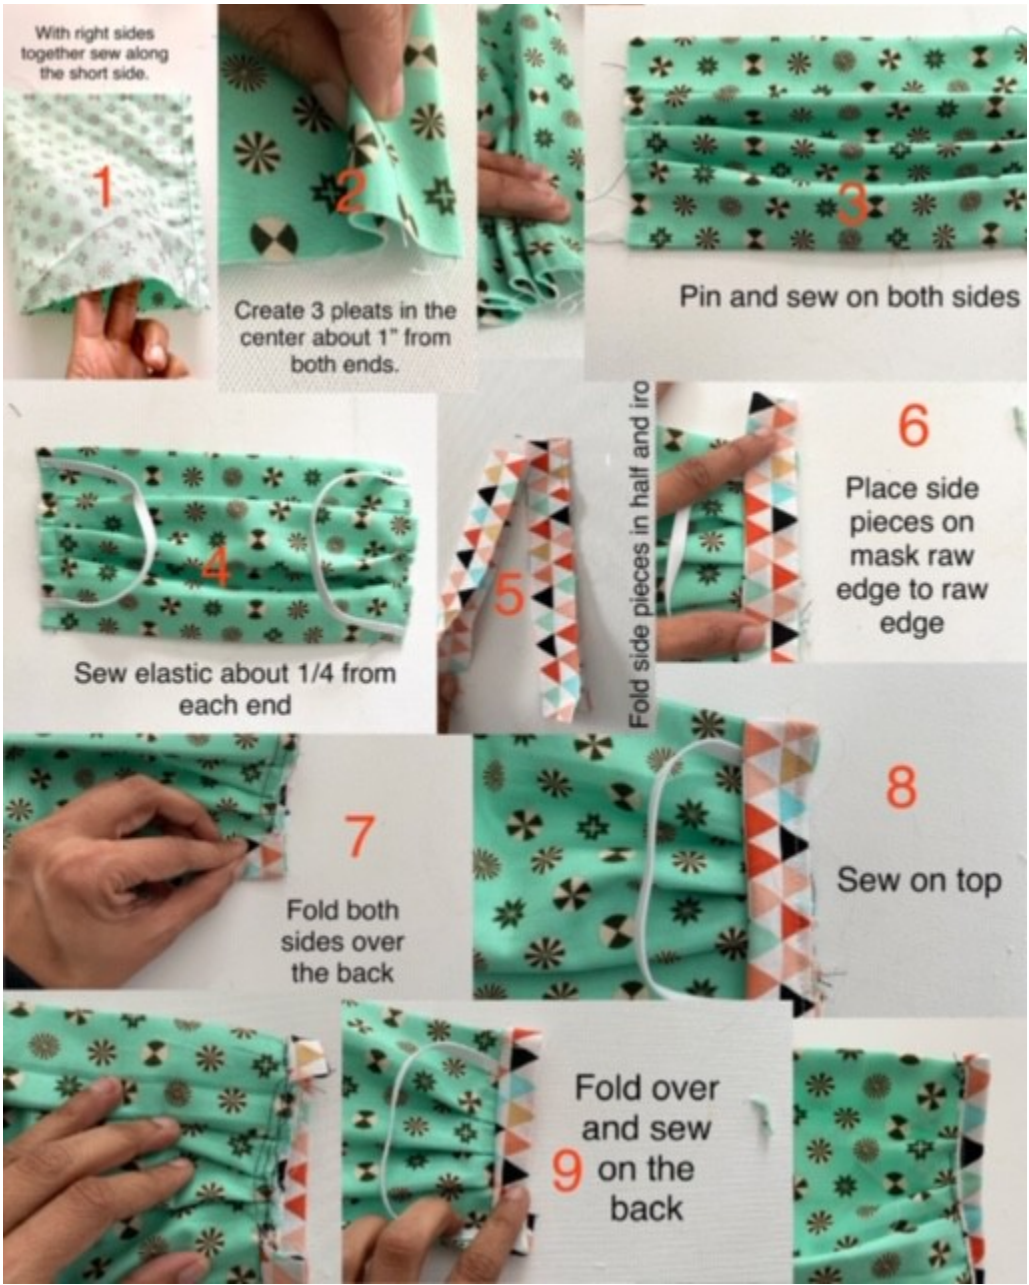 With right sides
together sew along
the short side.
1
2
Create 3 pleats in the
center about 1” from
both ends.
3
Pin and sew on both sides
4
Sew elastic about 1/4 from
each end
5
Fold side pieces in half and iro
6
Place side
pieces on
mask raw
edge to raw
edge
7
Fold both
sides over
the back
8
Sew on top
9
Fold over
and sew
on the
back